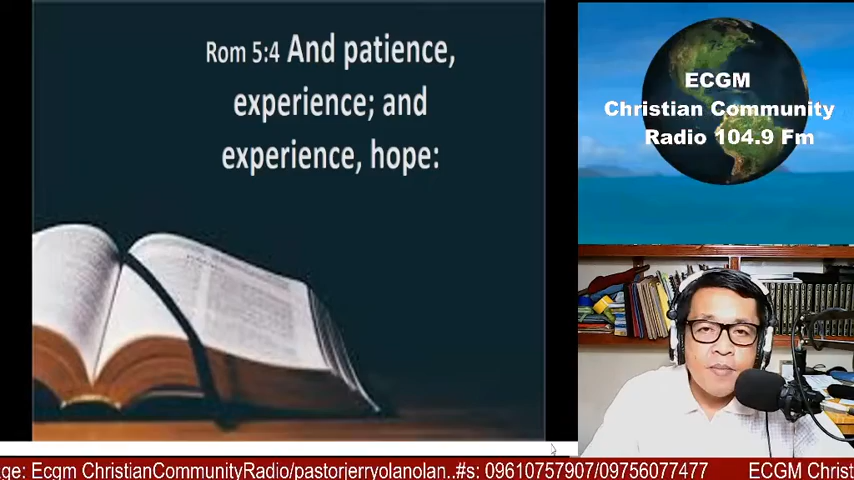 Rom 5:4 And patience,
experience; and
experience, hope:
ECGM
Christian Community
Radio 104.9 Fm
ge: Ecgm ChristianCommunityRadio/pastorjerryolanolan..#s: 09610757907/09756077477 ECGM Christ